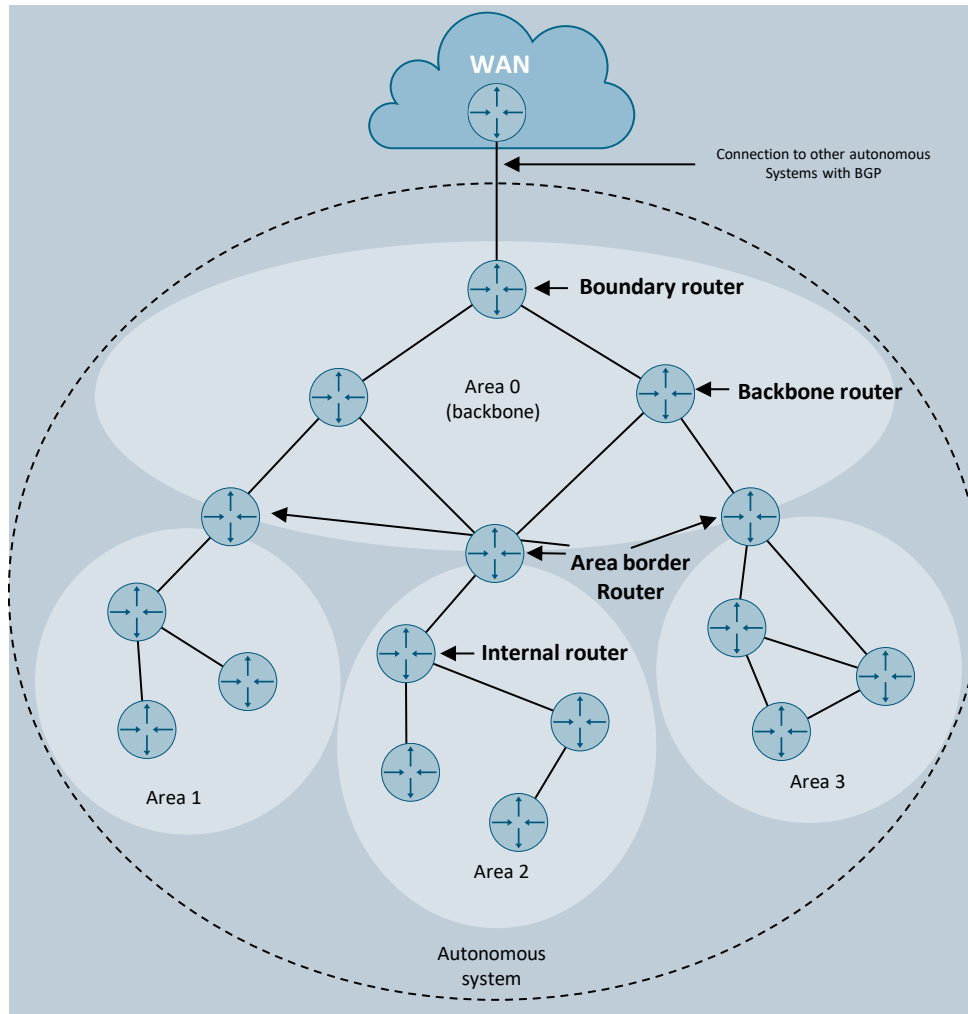 WAN
Connection to other autonomous
Systems with BGP
Boundary router
Area 0
(backbone)
Backbone router
Area border
Router
Internal router
Area 1
Area 2
Area 3
Autonomous
system